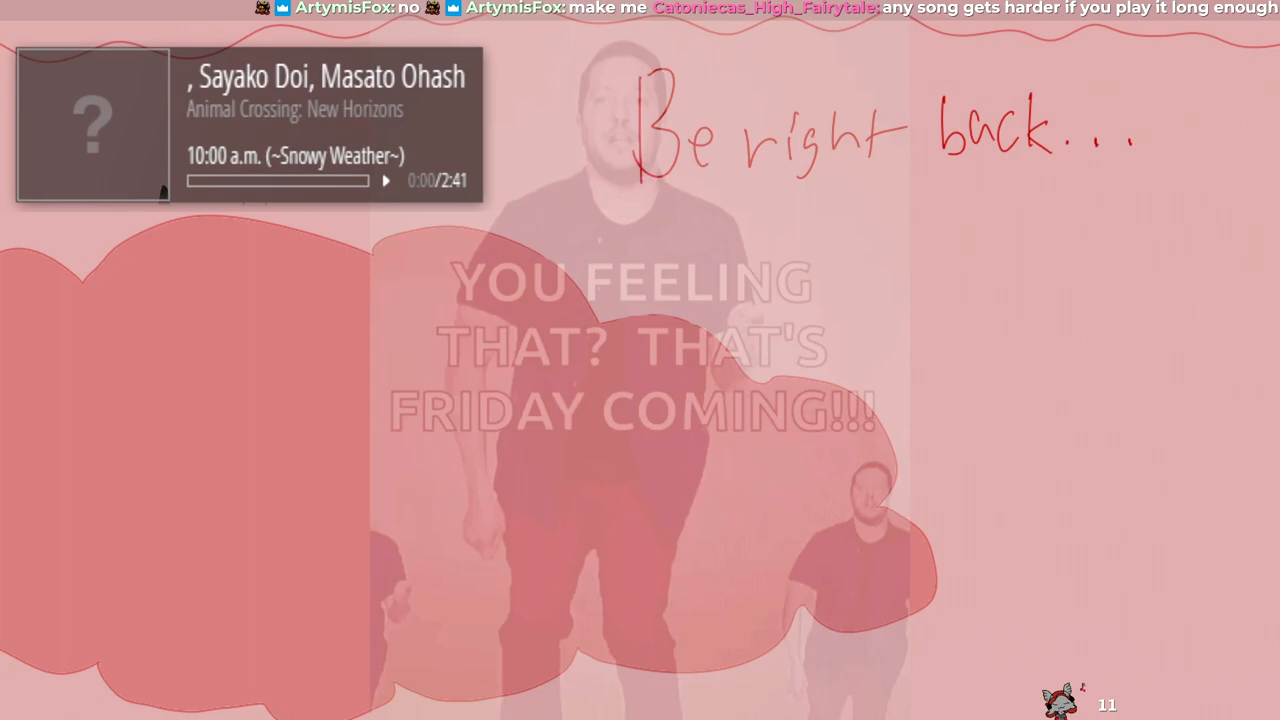 ArtymisFox: no ArtymisFox: make me Catoniecas_High_Fairytale: any song gets harder if you play it long enough
, Sayako Doi, Masato Ohash
Animal Crossing: New Horizons
10:00 a.m. (~Snowy Weather~)
0:00/2:41
?
Be right back...
YOU FEELING
THAT? THAT'S
FRIDAY COMING!!!
11